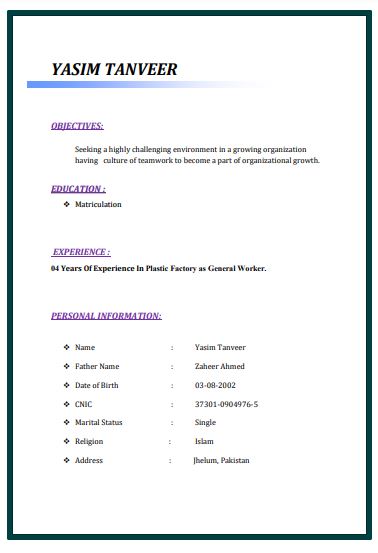 YASIM TANVEER
OBJECTIVES:
Seeking a highly challenging environment in a growing organization
having culture of teamwork to become a part of organizational growth.
EDUCATION :
❖ Matriculation
EXPERIENCE :
04 Years Of Experience In Plastic Factory as General Worker.
PERSONAL INFORMATION:
❖ Name : Yasim Tanveer
❖ Father Name : Zaheer Ahmed
❖ Date of Birth : 03-08-2002
❖ CNIC : 37301-0904976-5
❖ Marital Status : Single
❖ Religion : Islam
❖ Address : Jhelum, Pakistan